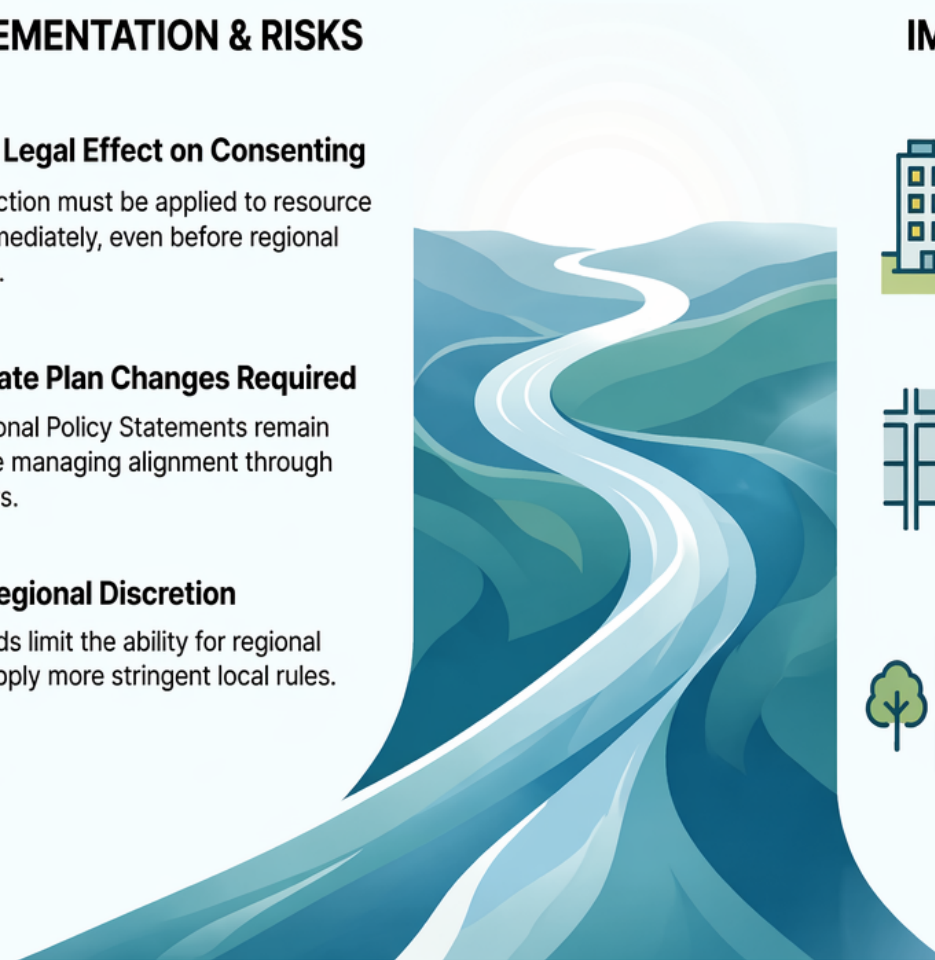 EMENTATION & RISKS
IM
Legal Effect on Consenting
ction must be applied to resource
mediately, even before regional
.
ate Plan Changes Required
onal Policy Statements remain
e managing alignment through
s.
egional Discretion
ds limit the ability for regional
pply more stringent local rules.